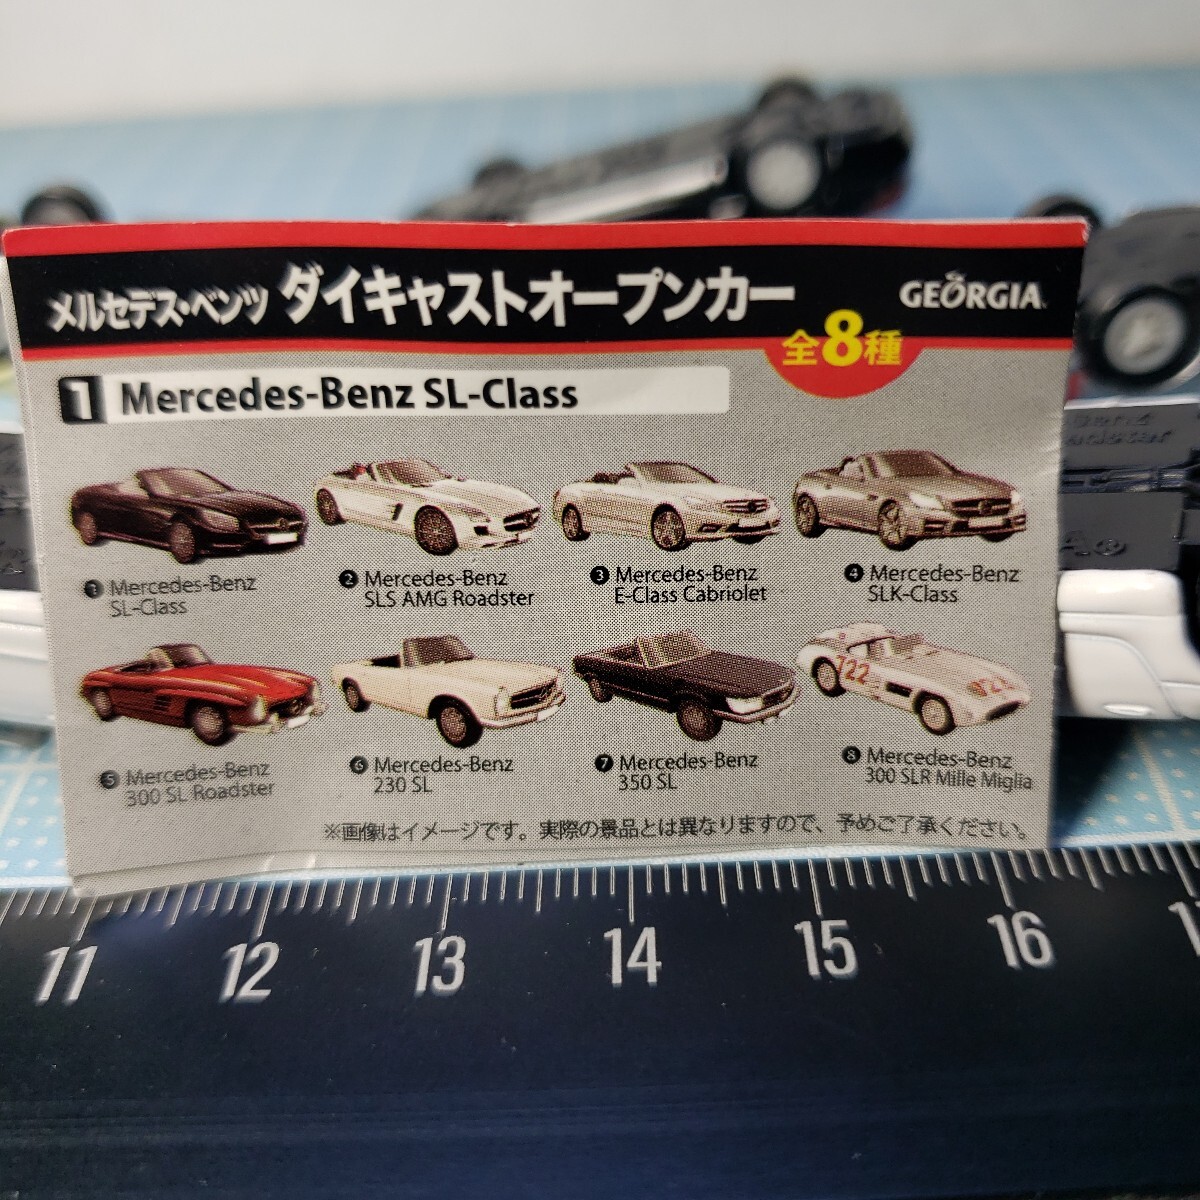 メルセデス・ベンツ ダイキャストオープンカー
GEORGIA
全8種
1 Mercedes-Benz SL-Class
❶ Mercedes-Benz
SL-Class
❷ Mercedes-Benz
SLS AMG Roadster
❸ Mercedes-Benz
E-Class Cabriolet
❹ Mercedes-Benz
SLK-Class
722
722
❺ Mercedes-Benz
300 SL Roadster
❻ Mercedes-Benz
230 SL
❼ Mercedes-Benz
350 SL
❽ Mercedes-Benz
300 SLR Mille Miglia
※画像はイメージです。実際の景品とは異なりますので、予めご了承ください。
11 12 13 14 15 16